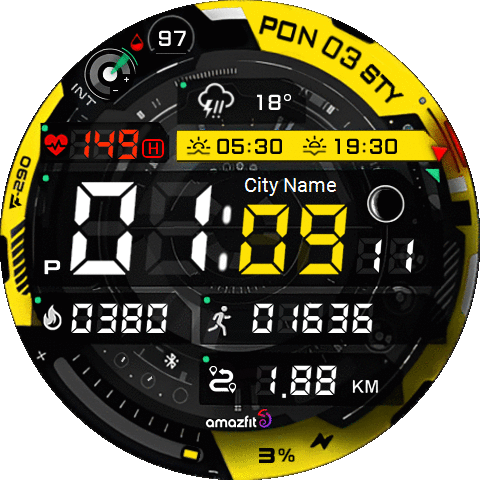 97
PON 03 STY
INT
- +
18°
149 H
05:30 19:30
F-290
City Name
P 01:09 11
0380 01636
1.88 KM
amazfit
+
-
3%